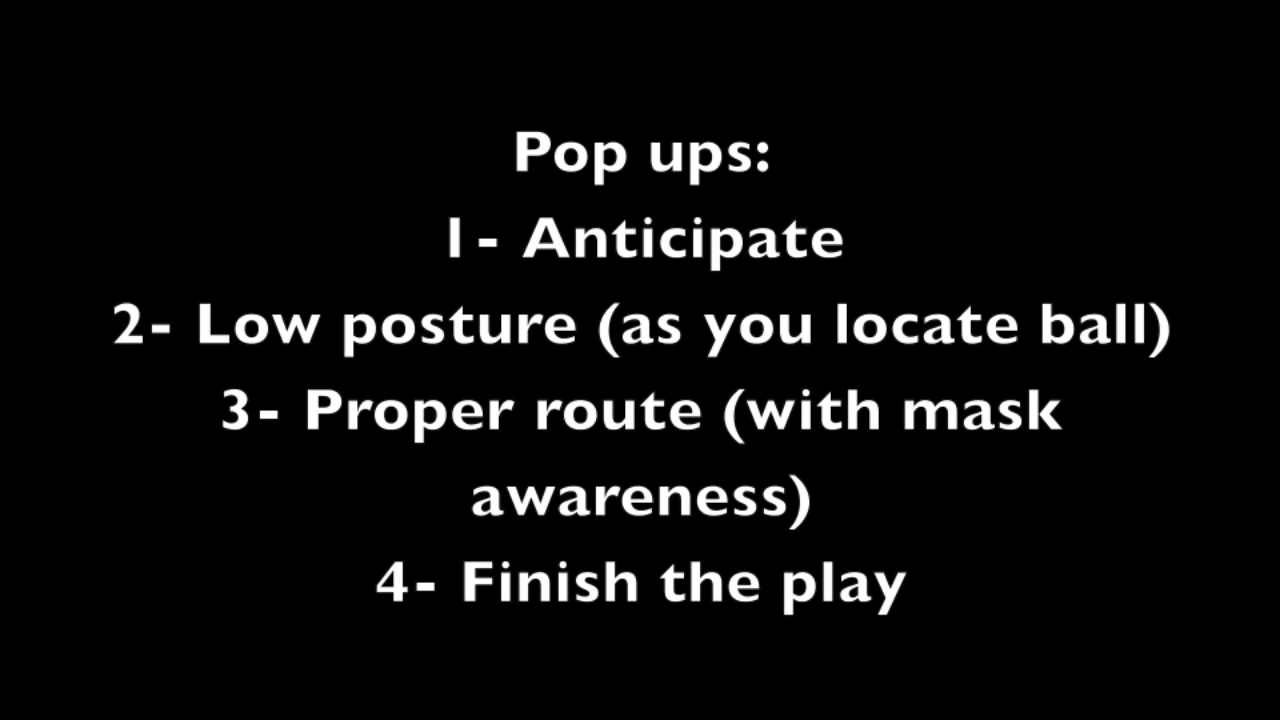 Pop ups:
1- Anticipate
2- Low posture (as you locate ball)
3- Proper route (with mask
awareness)
4- Finish the play